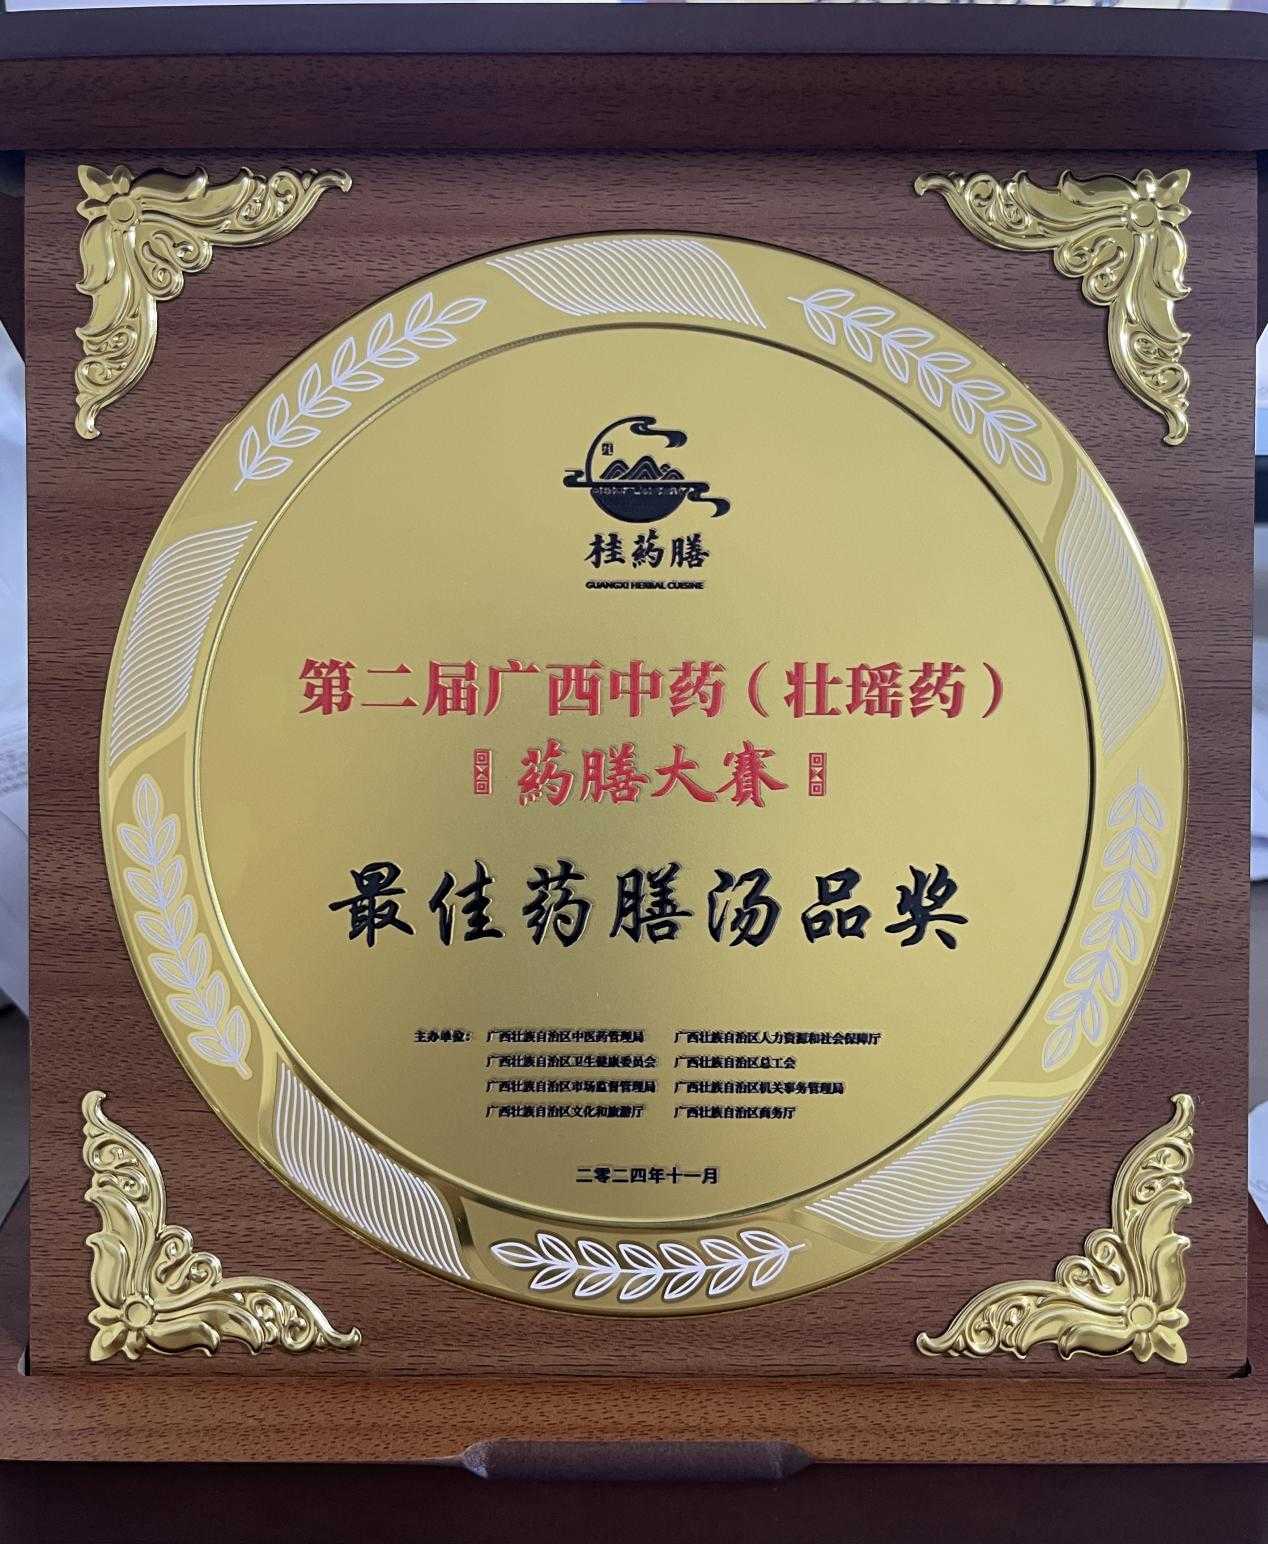 桂药膳
GUANGXI HERBAL CUISINE
第二届广西中药（壮瑶药）
药膳大赛
最佳药膳汤品奖
主办单位： 广西壮族自治区中医药管理局 广西壮族自治区人力资源和社会保障厅
广西壮族自治区卫生健康委员会 广西壮族自治区总工会
广西壮族自治区市场监督管理局 广西壮族自治区机关事务管理局
广西壮族自治区文化和旅游厅 广西壮族自治区商务厅
二零二四年十一月